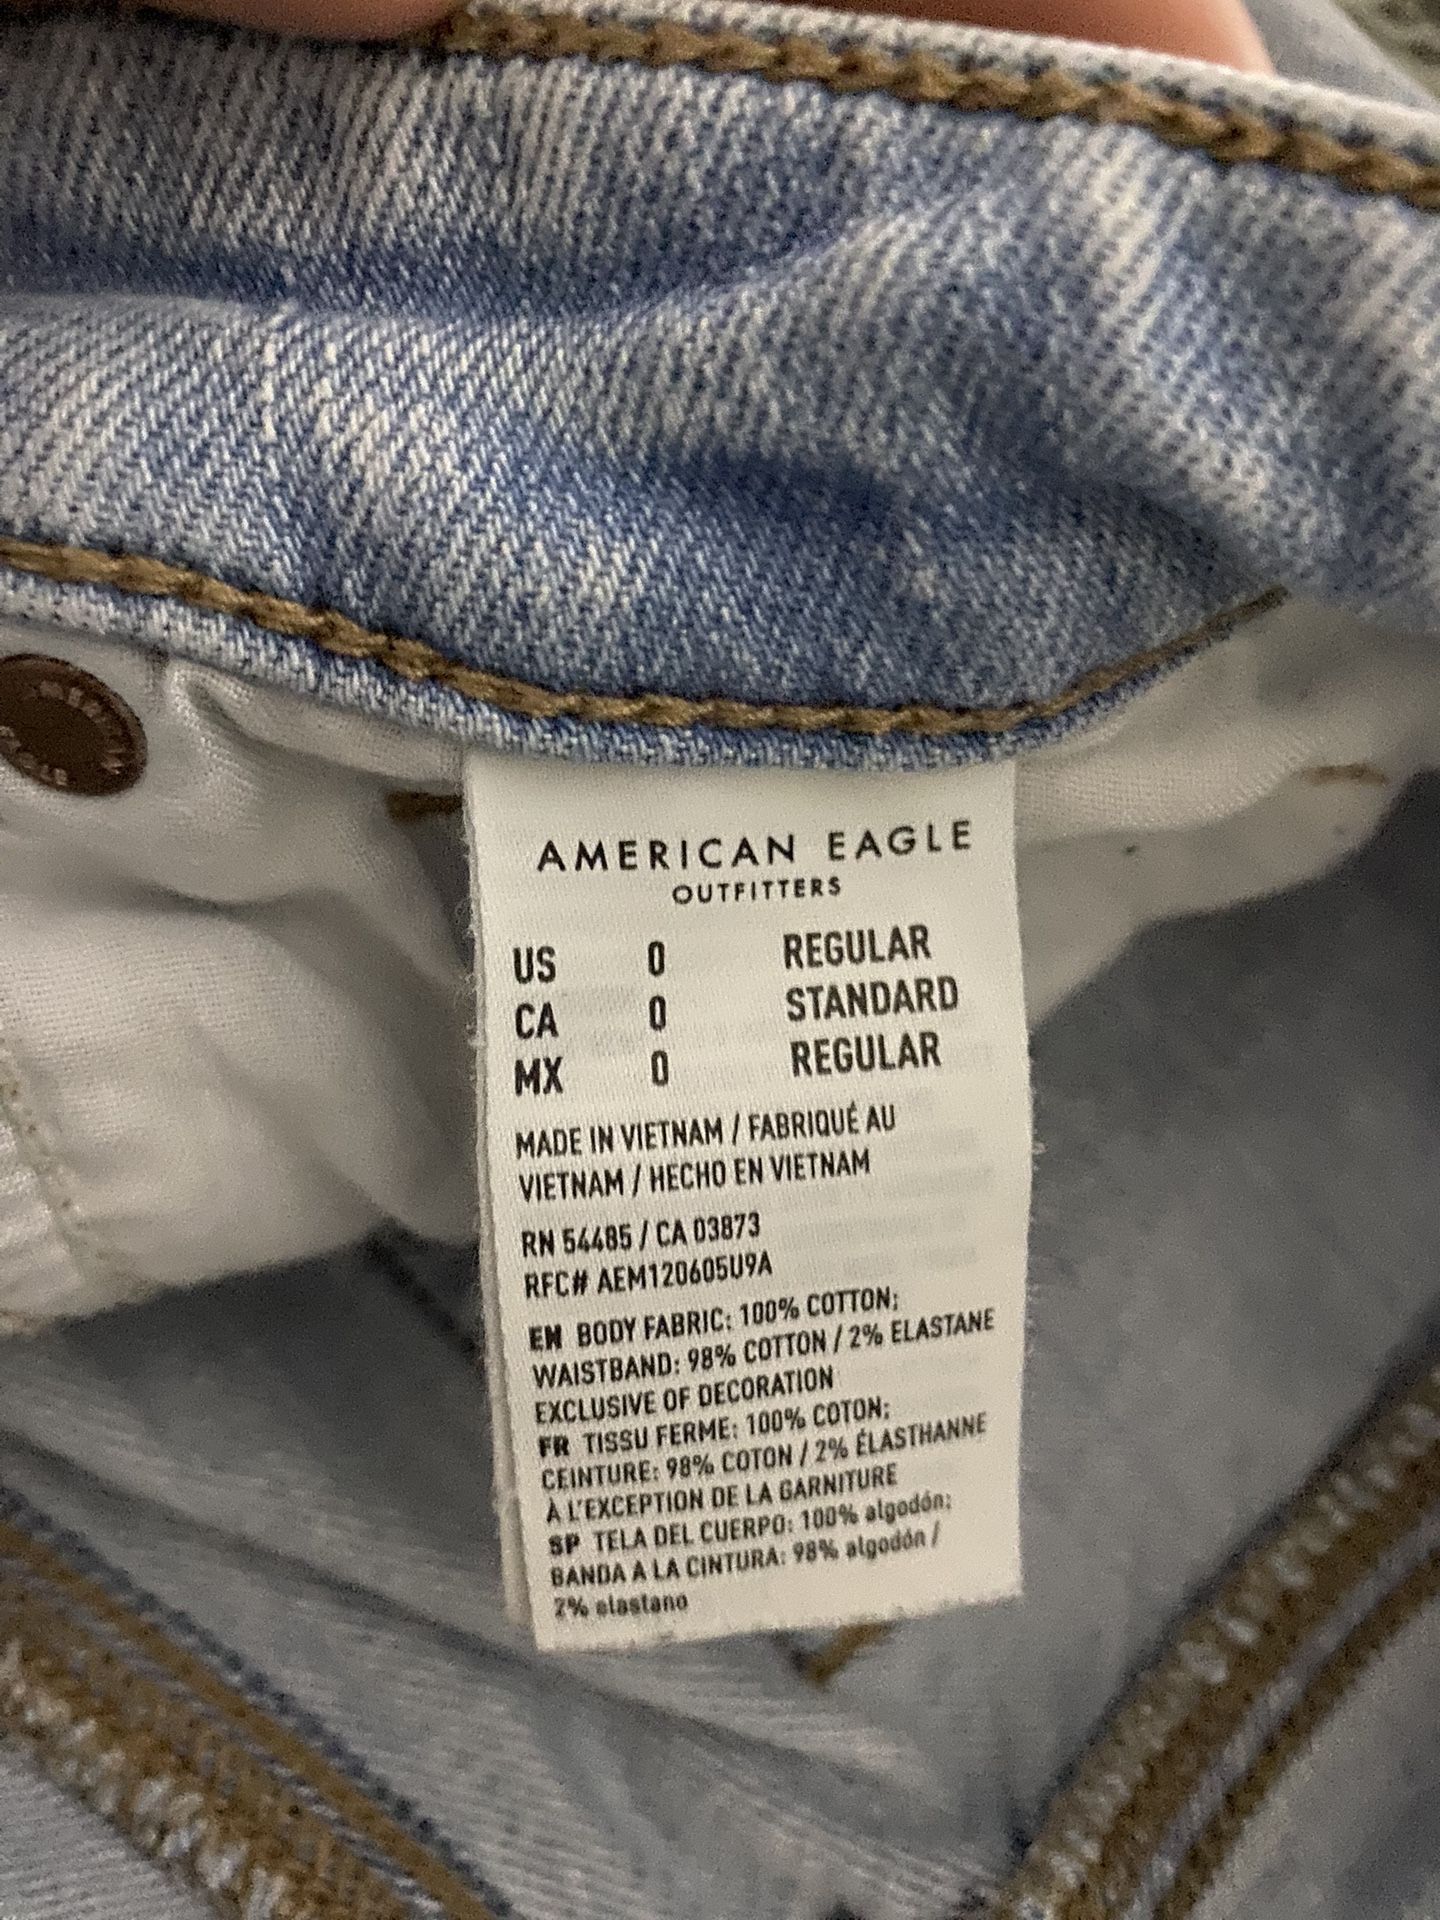 AMERICAN EAGLE
OUTFITTERS
US 0 REGULAR
CA 0 STANDARD
MX 0 REGULAR
MADE IN VIETNAM / FABRIQUÉ AU
VIETNAM / HECHO EN VIETNAM
RN 54485 / CA 03873
RFC# AEM120605U9A
EN BODY FABRIC: 100% COTTON;
WAISTBAND: 98% COTTON / 2% ELASTANE
EXCLUSIVE OF DECORATION
FR TISSU FERME: 100% COTON;
CEINTURE: 98% COTON / 2% ÉLASTHANNE
À L'EXCEPTION DE LA GARNITURE
SP TELA DEL CUERPO: 100% algodón;
BANDA A LA CINTURA: 98% algodón /
2% elastano